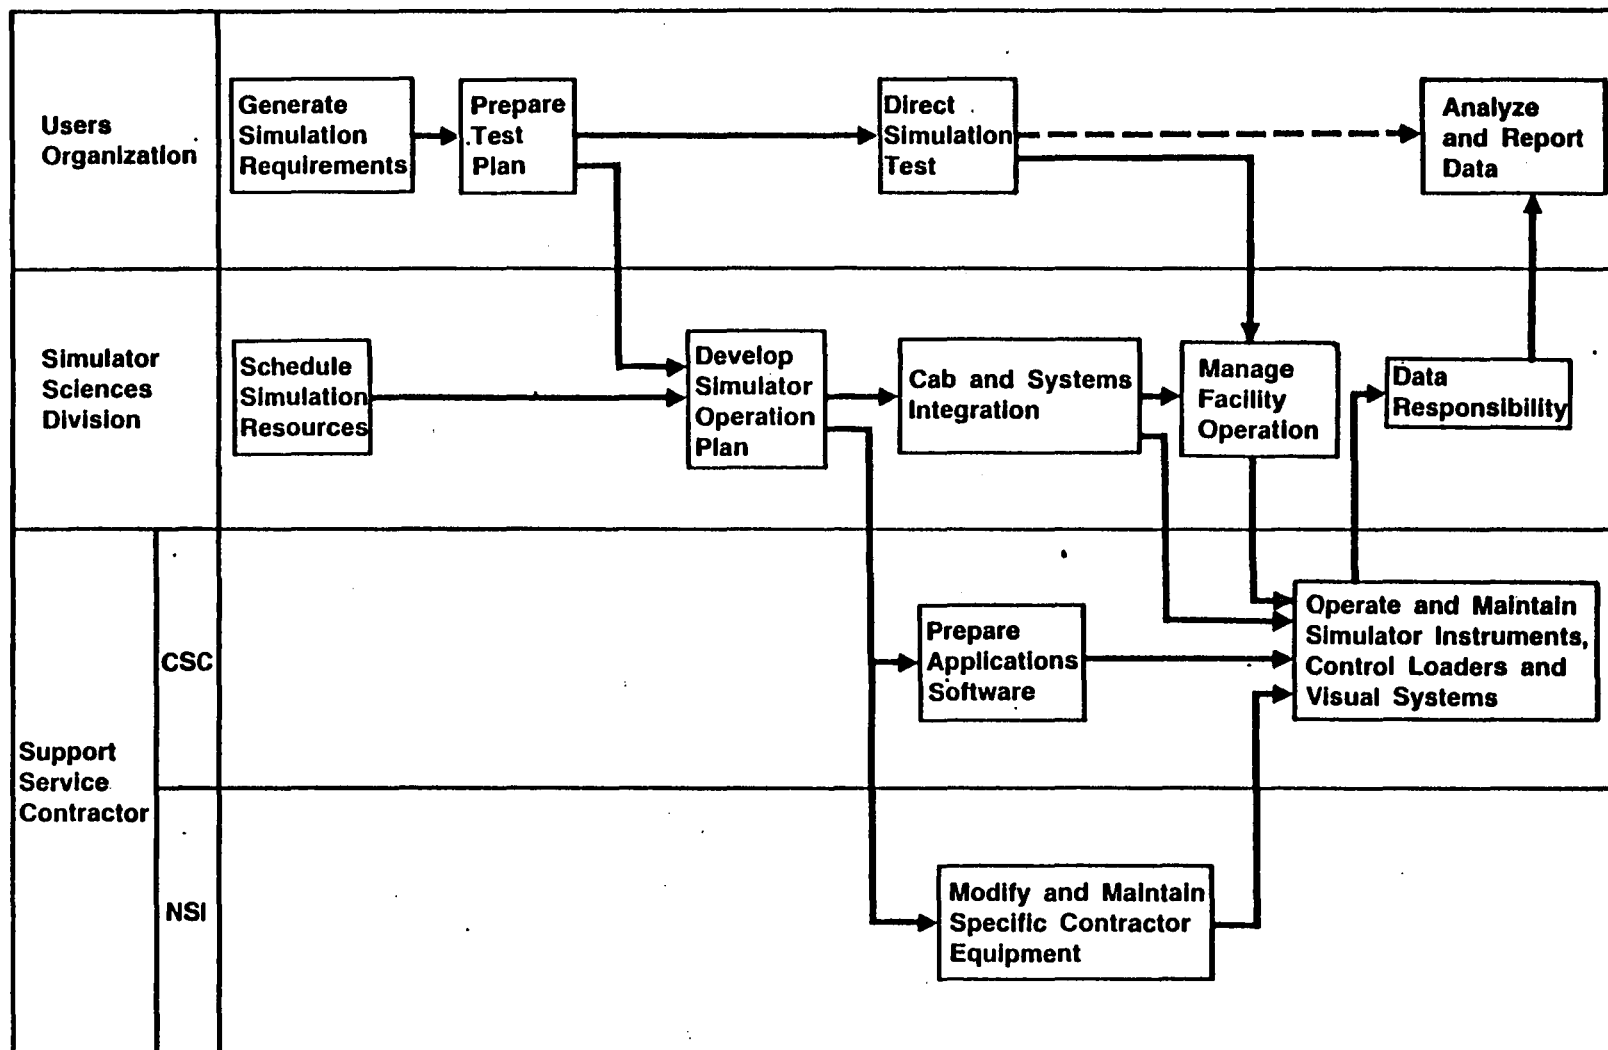 Users
Organization
Generate
Simulation
Requirements
Prepare
Test
Plan
Direct
Simulation
Test
Analyze
and Report
Data
Simulator
Sciences
Division
Schedule
Simulation
Resources
Develop
Simulator
Operation
Plan
Cab and Systems
Integration
Manage
Facility
Operation
Data
Responsibility
Support
Service
Contractor
CSC
Prepare
Applications
Software
Operate and Maintain
Simulator Instruments,
Control Loaders and
Visual Systems
NSI
Modify and Maintain
Specific Contractor
Equipment